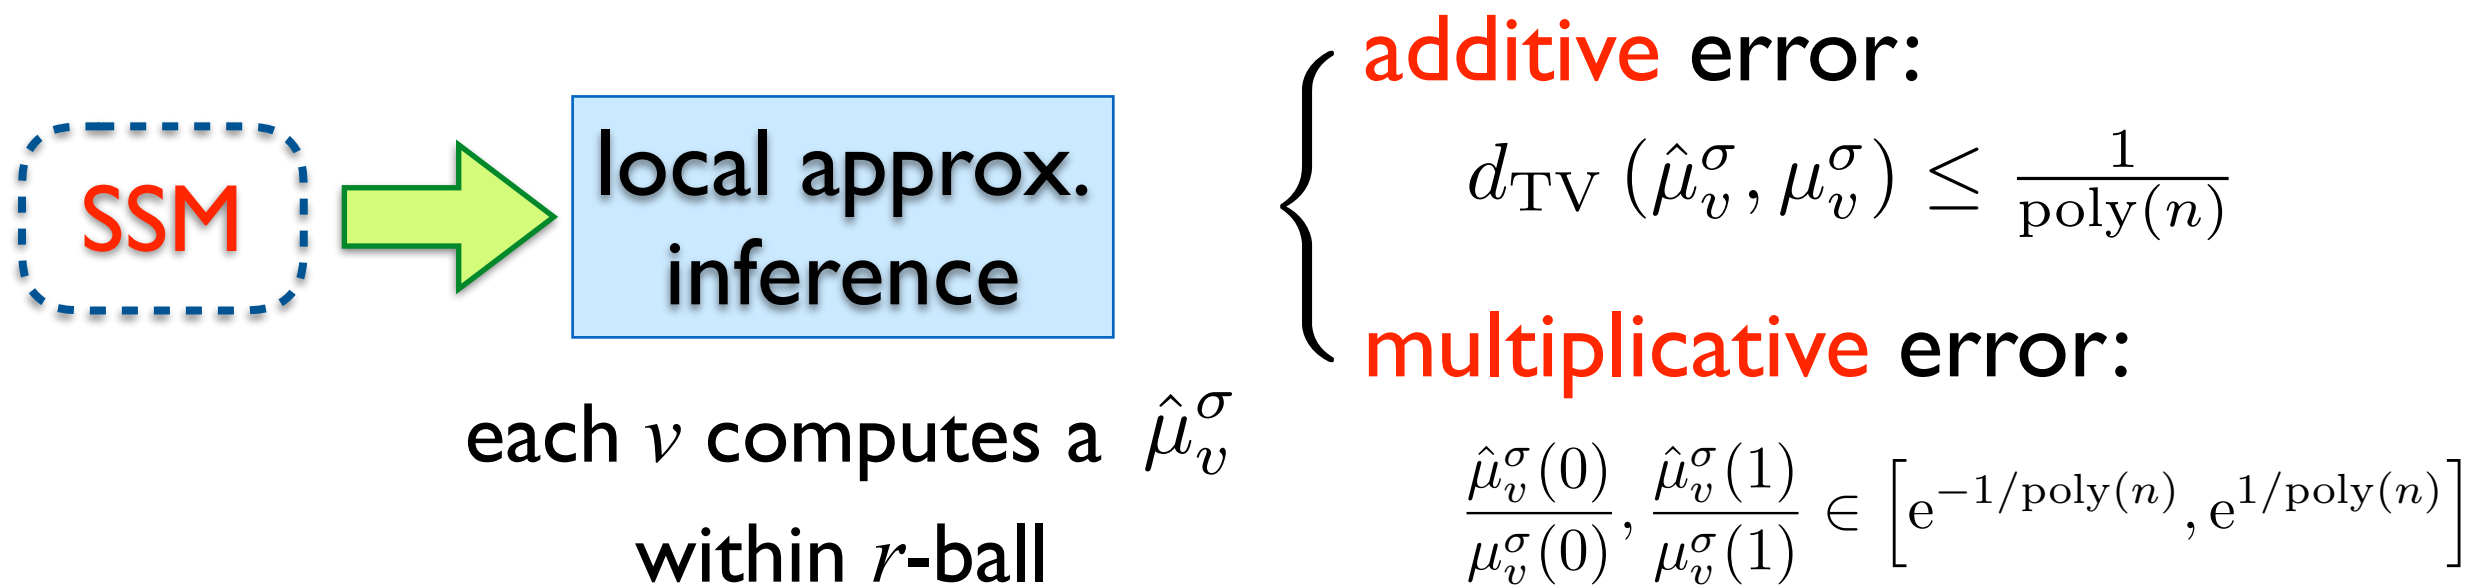 SSM
local approx.
inference
each v computes a μ̂_v^σ
within r-ball
additive error:
d_TV (μ̂_v^σ, μ_v^σ) ≤ 1/poly(n)
multiplicative error:
μ̂_v^σ(0)/μ_v^σ(0), μ̂_v^σ(1)/μ_v^σ(1) ∈ [e^{-1/poly(n)}, e^{1/poly(n)}]